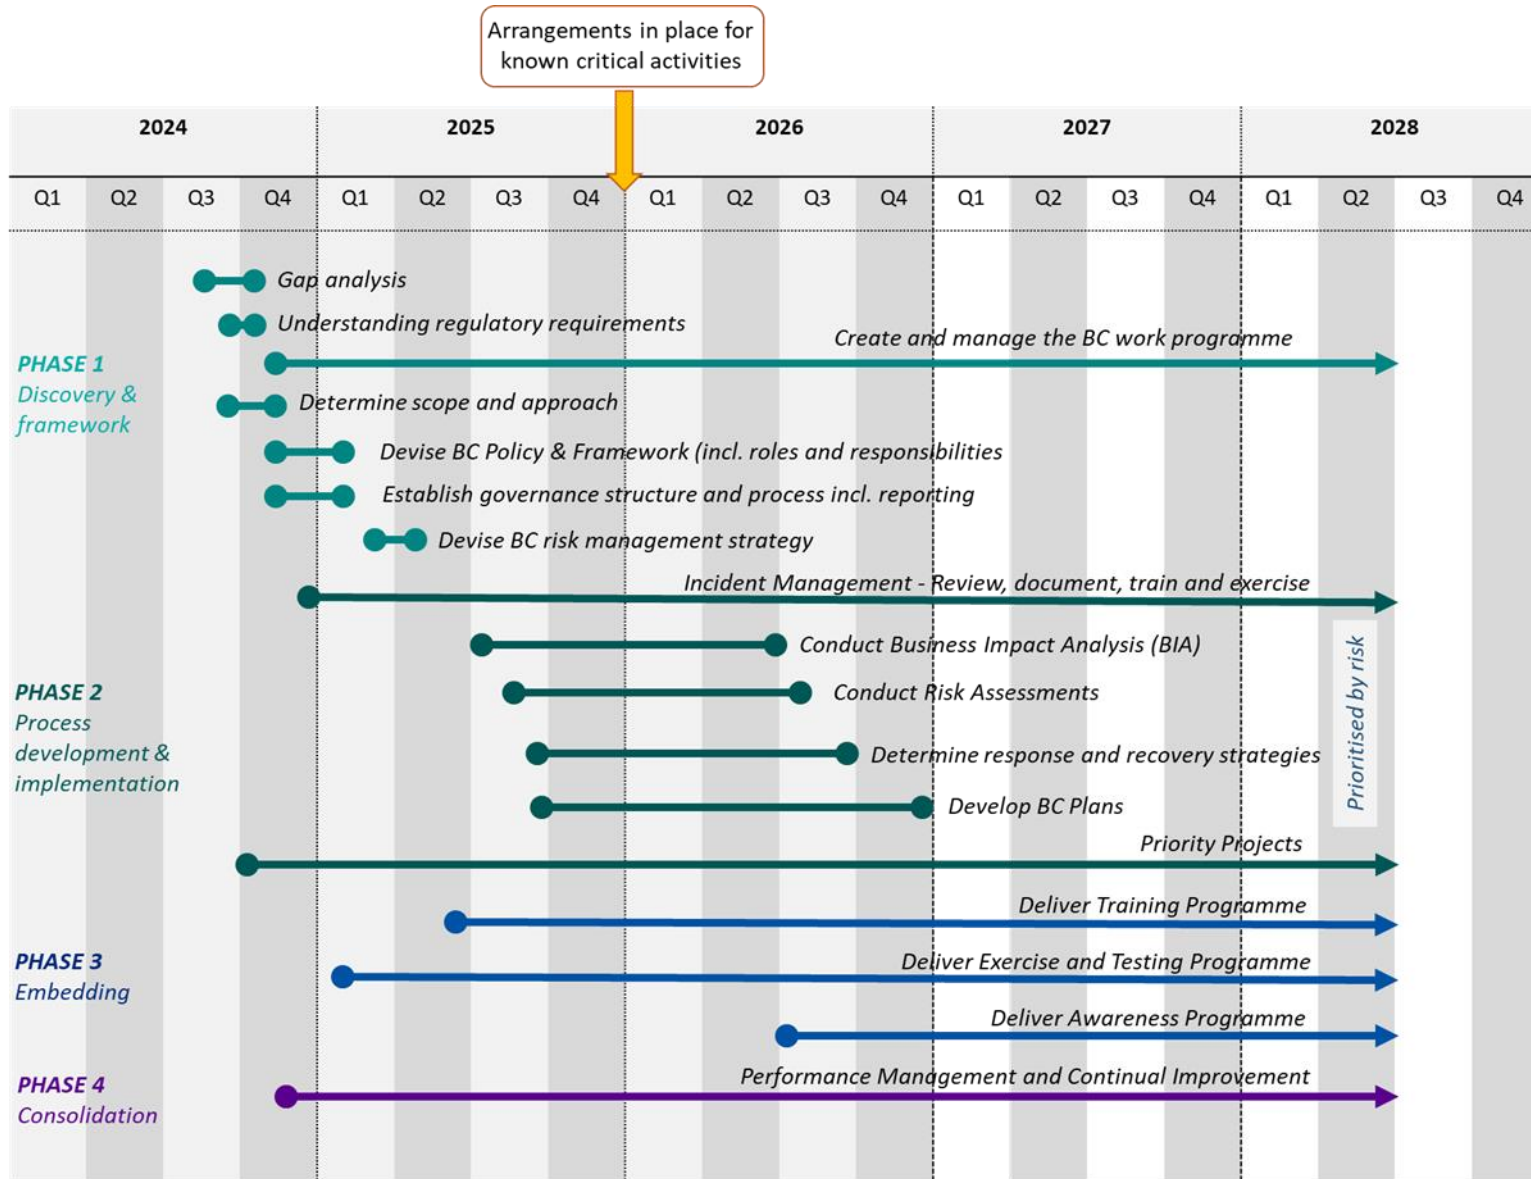 Arrangements in place for
known critical activities
2024 2025 2026 2027 2028
Q1 Q2 Q3 Q4 Q1 Q2 Q3 Q4 Q1 Q2 Q3 Q4 Q1 Q2 Q3 Q4 Q1 Q2 Q3 Q4
PHASE 1
Discovery &
framework
Gap analysis
Understanding regulatory requirements
Create and manage the BC work programme
Determine scope and approach
Devise BC Policy & Framework (incl. roles and responsibilities
Establish governance structure and process incl. reporting
Devise BC risk management strategy
PHASE 2
Process
development &
implementation
Incident Management - Review, document, train and exercise
Conduct Business Impact Analysis (BIA)
Conduct Risk Assessments
Determine response and recovery strategies
Develop BC Plans
Priority Projects
Prioritised by risk
PHASE 3
Embedding
Deliver Training Programme
Deliver Exercise and Testing Programme
Deliver Awareness Programme
PHASE 4
Consolidation
Performance Management and Continual Improvement